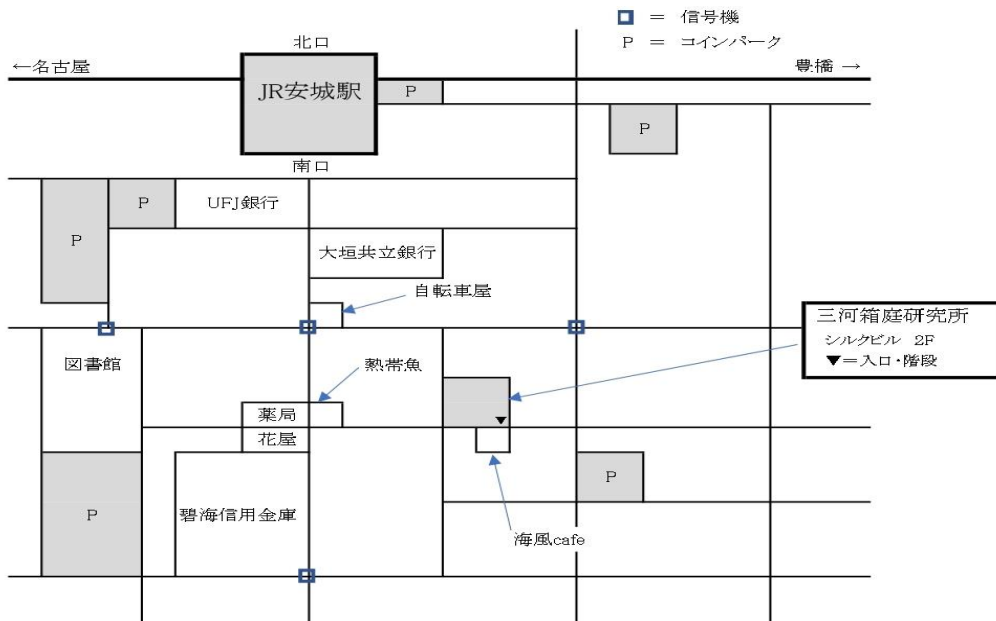 = 信号機
P = コインパーク
北口
←名古屋
豊橋→
JR安城駅
P
P
南口
P
UFJ銀行
P
大垣共立銀行
自転車屋
三河箱庭研究所
シルクビル 2F
▼=入口・階段
図書館
熱帯魚
薬局
花屋
P
P
碧海信用金庫
海風cafe